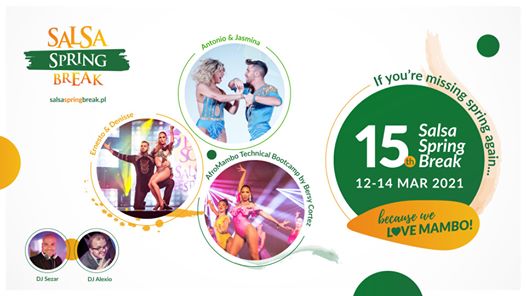 SALSA
SPRING
BREAK
salsaspringbreak.pl
Antonio & Jasmina
Ernesto & Denisse
AfroMambo Technical Bootcamp by Bersy Cortez
If you're missing spring again...
15th
Salsa
Spring
Break
12-14 MAR 2021
because we
LOVE MAMBO!
DJ Sezar
DJ Alexio